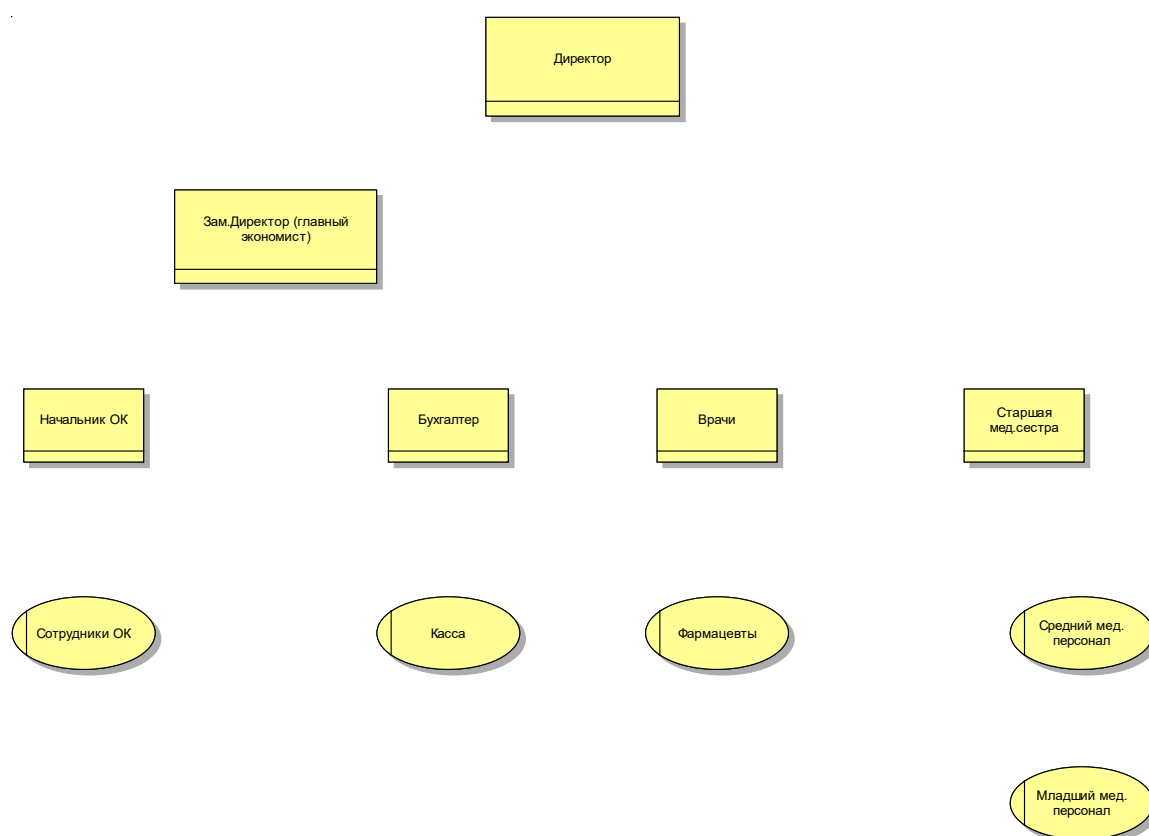 Директор
Зам.Директор (главный
экономист)
Начальник ОК
Бухгалтер
Врачи
Старшая
мед.сестра
Сотрудники ОК
Касса
Фармацевты
Средний мед.
персонал
Младший мед.
персонал